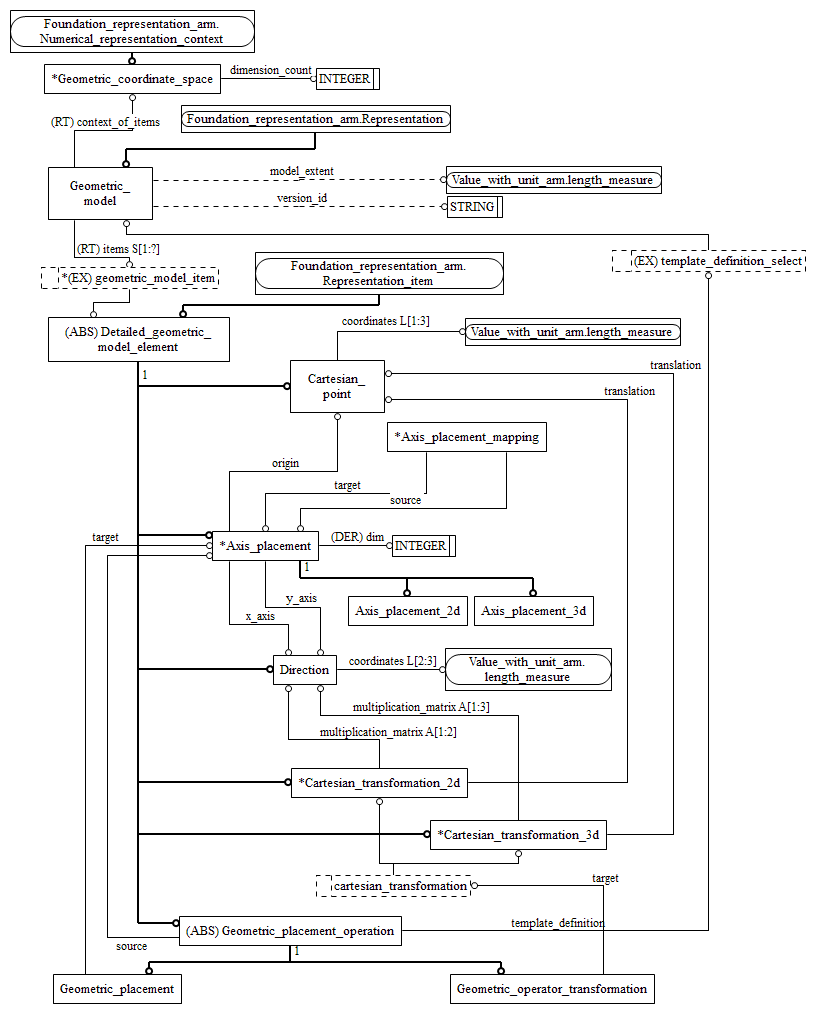 Foundation_representation_arm.
Numerical_representation_context
*Geometric_coordinate_space
dimension_count
INTEGER
(RT) context_of_items
Foundation_representation_arm.Representation
Geometric_
model
model_extent
Value_with_unit_arm.length_measure
version_id
STRING
(RT) items S[1:?]
*(EX) geometric_model_item
Foundation_representation_arm.
Representation_item
(EX) template_definition_select
(ABS) Detailed_geometric_
model_element
coordinates L[1:3]
Value_with_unit_arm.length_measure
1
Cartesian_
point
translation
translation
*Axis_placement_mapping
origin
target
source
target
*Axis_placement
(DER) dim
INTEGER
1
y_axis
x_axis
Axis_placement_2d
Axis_placement_3d
Direction
coordinates L[2:3]
Value_with_unit_arm.
length_measure
multiplication_matrix A[1:3]
multiplication_matrix A[1:2]
*Cartesian_transformation_2d
*Cartesian_transformation_3d
cartesian_transformation
target
(ABS) Geometric_placement_operation
template_definition
source
1
Geometric_placement
Geometric_operator_transformation